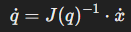 q̇ = J(q)⁻¹ · ẋ